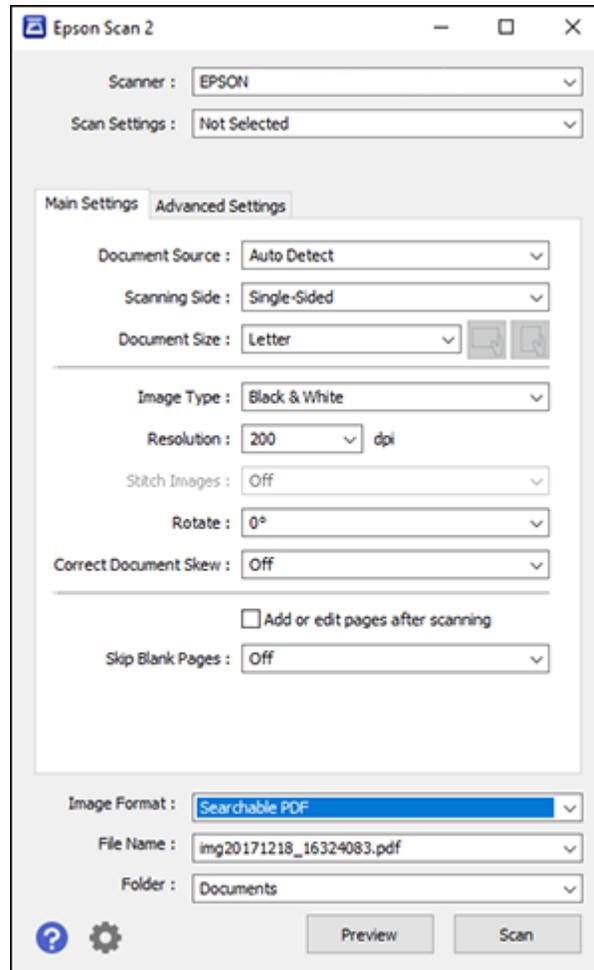 Epson Scan 2
Scanner : EPSON
Scan Settings : Not Selected
Main Settings Advanced Settings
Document Source : Auto Detect
Scanning Side : Single-Sided
Document Size : Letter
Image Type : Black & White
Resolution : 200 dpi
Stitch Images : Off
Rotate : 0°
Correct Document Skew : Off
Add or edit pages after scanning
Skip Blank Pages : Off
Image Format : Searchable PDF
File Name : img20171218_16324083.pdf
Folder : Documents
? Preview Scan